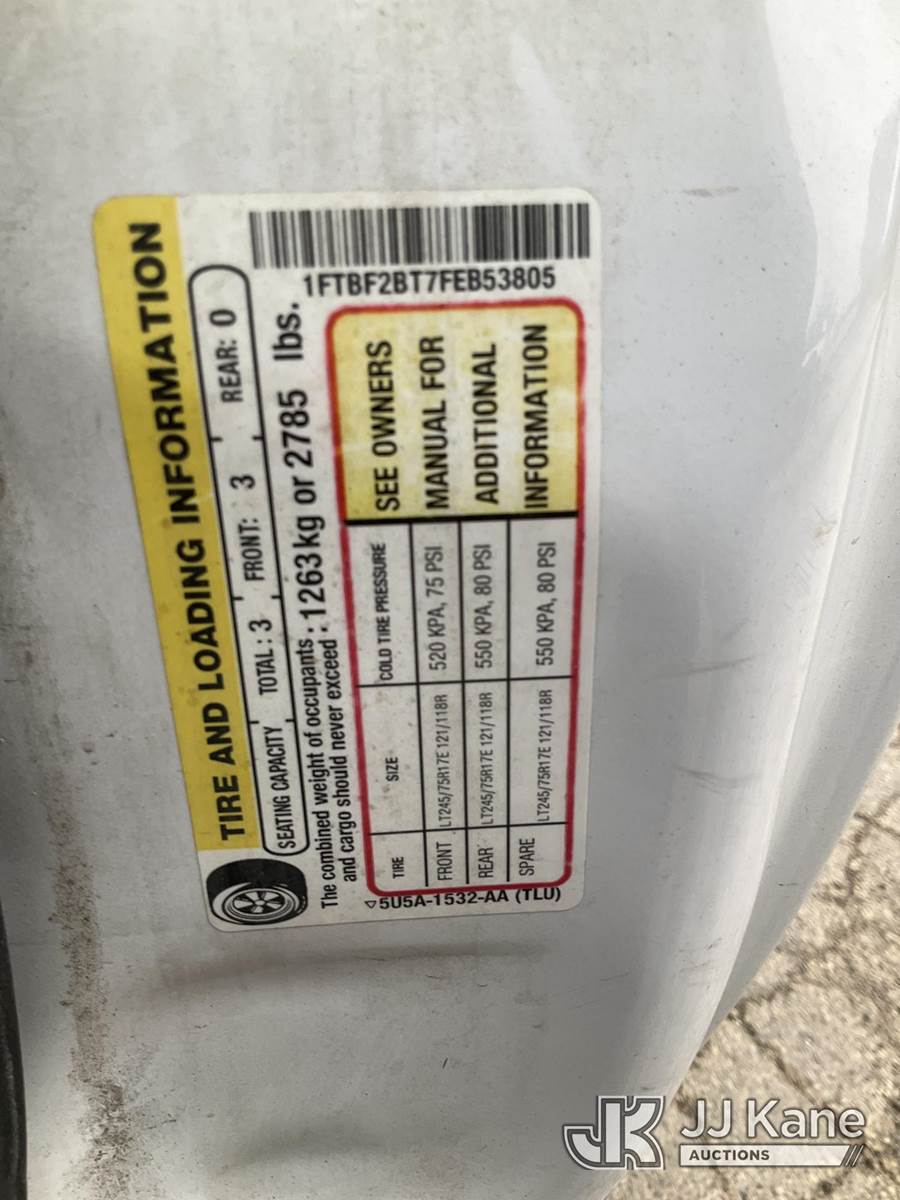 TIRE AND LOADING INFORMATION
SEATING CAPACITY TOTAL : 3 FRONT: 3 REAR: 0
The combined weight of occupants
and cargo should never exceed : 1263kg or 2785 lbs.
TIRE SIZE COLD TIRE PRESSURE
FRONT LT245/75R17E 121/118R 520 KPA, 75 PSI
REAR LT245/75R17E 121/118R 550 KPA, 80 PSI
SPARE LT245/75R17E 121/118R 550 KPA, 80 PSI
SEE OWNERS
MANUAL FOR
ADDITIONAL
INFORMATION
5U5A-1532-AA (TLU)
1FTBF2BT7FEB53805
JK JJ Kane
AUCTIONS